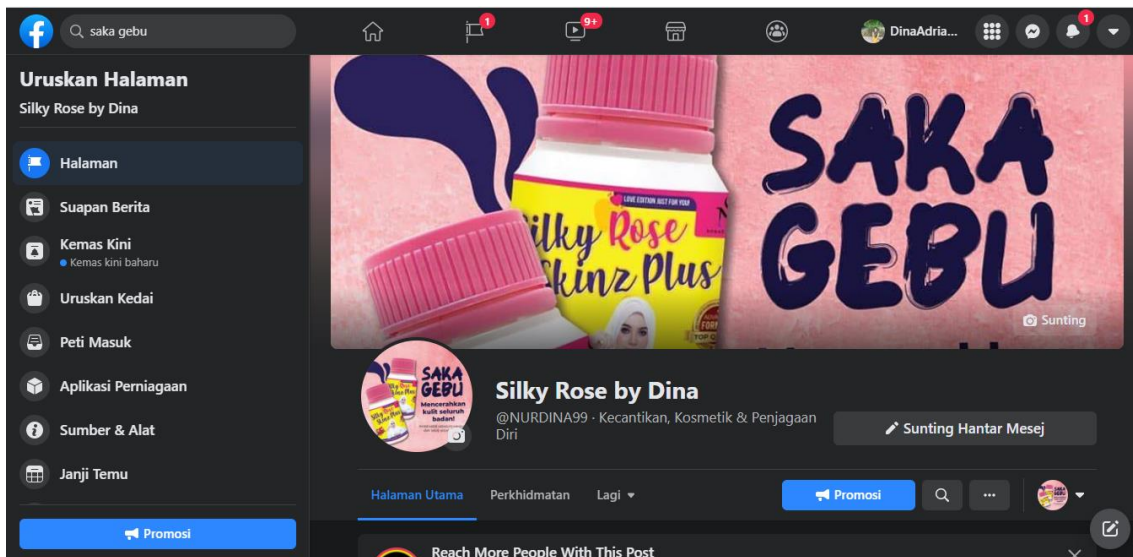 saka gebu
1
9+
DinaAdria...
1
Uruskan Halaman
Silky Rose by Dina
Halaman
Suapan Berita
Kemas Kini
Kemas kini baharu
Uruskan Kedai
Peti Masuk
Aplikasi Perniagaan
Sumber & Alat
Janji Temu
Promosi
LOVE EDITION JUST FOR YOU!
Silky Rose
Skinz Plus
SAKA
GEBU
Sunting
SAKA
GEBU
Mencerahkan
kulit seluruh
badan!
Silky Rose by Dina
@NURDINA99 · Kecantikan, Kosmetik & Penjagaan
Diri
Sunting Hantar Mesej
Halaman Utama
Perkhidmatan
Lagi
Promosi
Reach More People With This Post